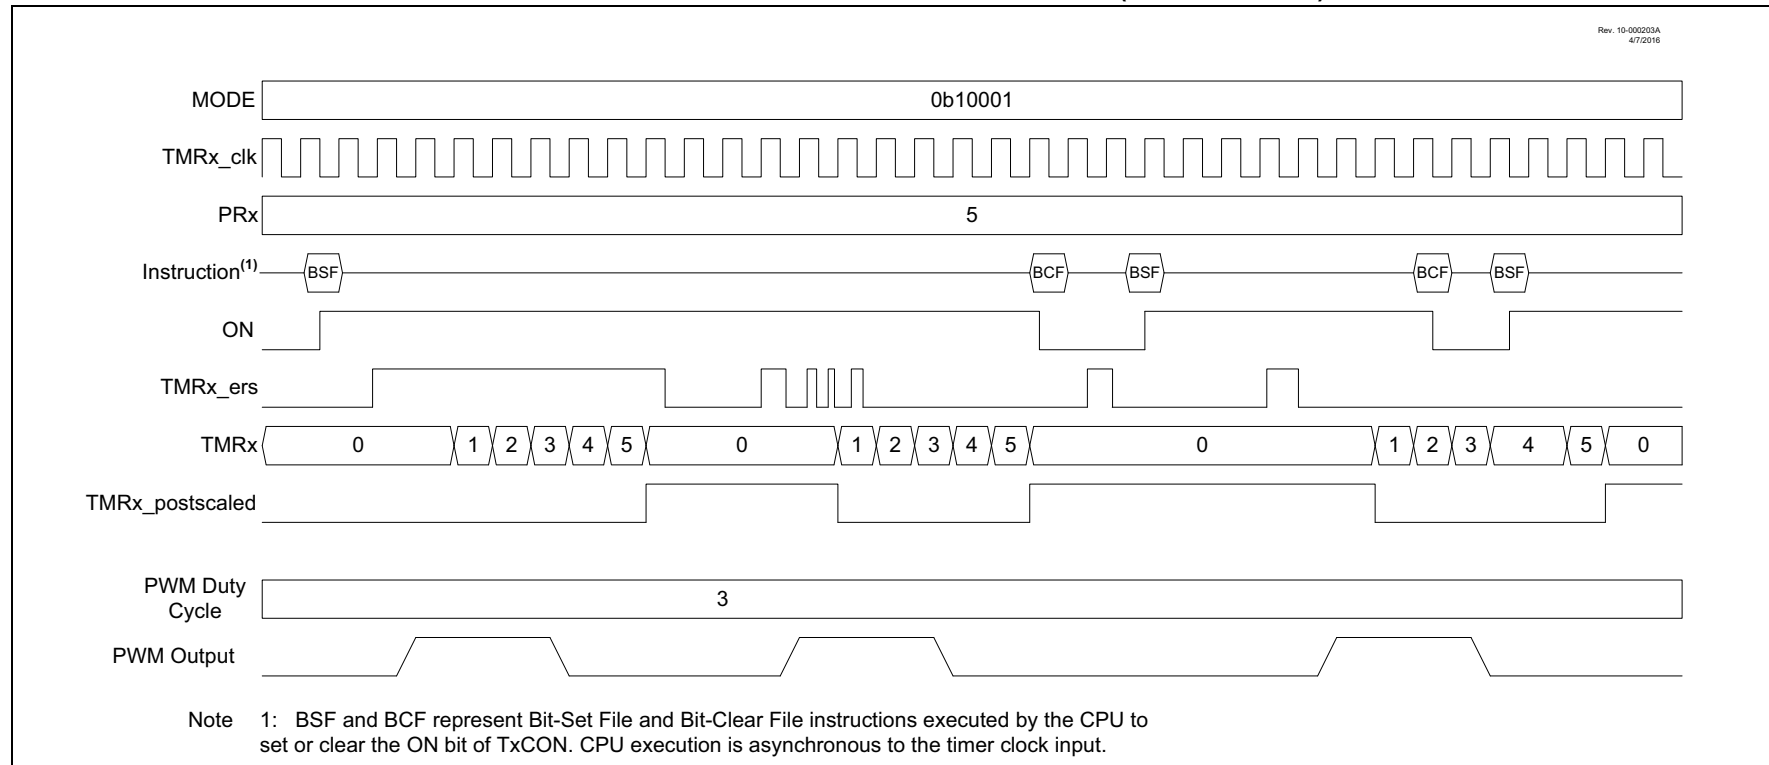 Rev. 10-000203A
4/7/2016
MODE 0b10001
TMRx_clk
PRx 5
Instruction(1) BSF BCF BSF BCF BSF
ON
TMRx_ers
TMRx 0 1 2 3 4 5 0 1 2 3 4 5 0 1 2 3 4 5 0
TMRx_postscaled
PWM Duty
Cycle 3
PWM Output
Note 1: BSF and BCF represent Bit-Set File and Bit-Clear File instructions executed by the CPU to
set or clear the ON bit of TxCON. CPU execution is asynchronous to the timer clock input.